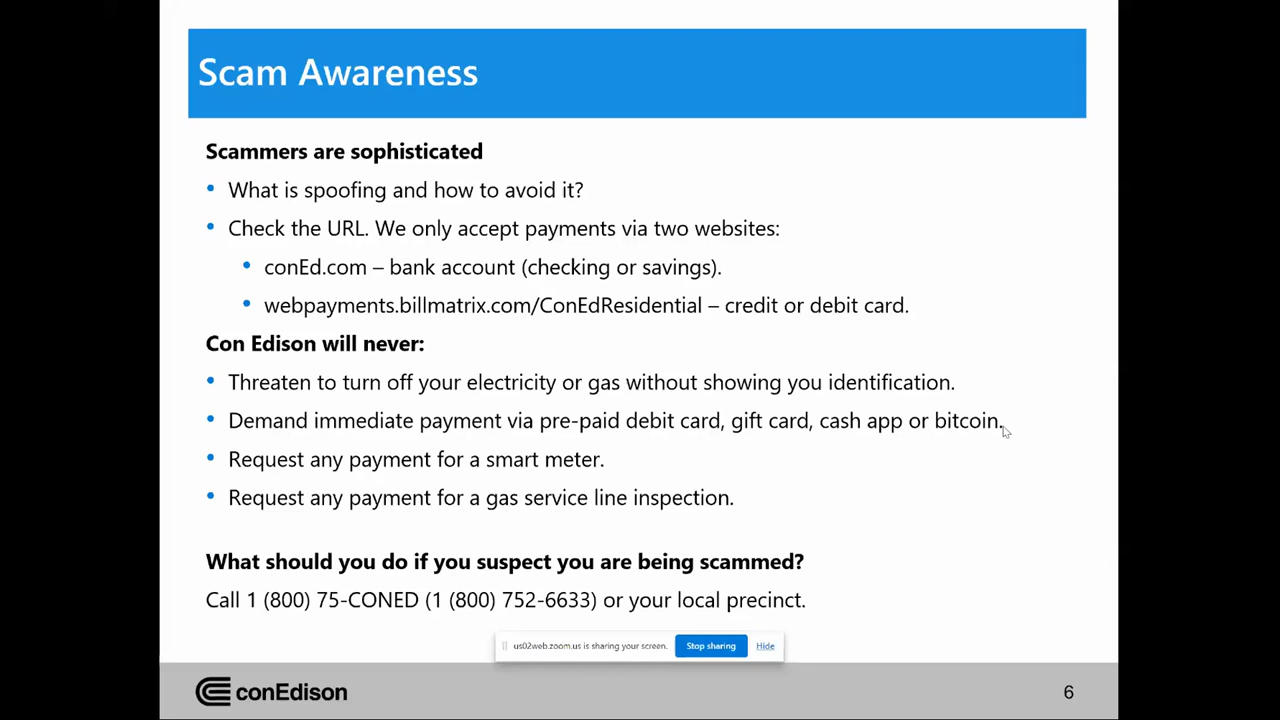 Scam Awareness
Scammers are sophisticated
• What is spoofing and how to avoid it?
• Check the URL. We only accept payments via two websites:
• conEd.com – bank account (checking or savings).
• webpayments.billmatrix.com/ConEdResidential – credit or debit card.
Con Edison will never:
• Threaten to turn off your electricity or gas without showing you identification.
• Demand immediate payment via pre-paid debit card, gift card, cash app or bitcoin.
• Request any payment for a smart meter.
• Request any payment for a gas service line inspection.
What should you do if you suspect you are being scammed?
Call 1 (800) 75-CONED (1 (800) 752-6633) or your local precinct.
us02web.zoom.us is sharing your screen. Stop sharing Hide
conEdison 6